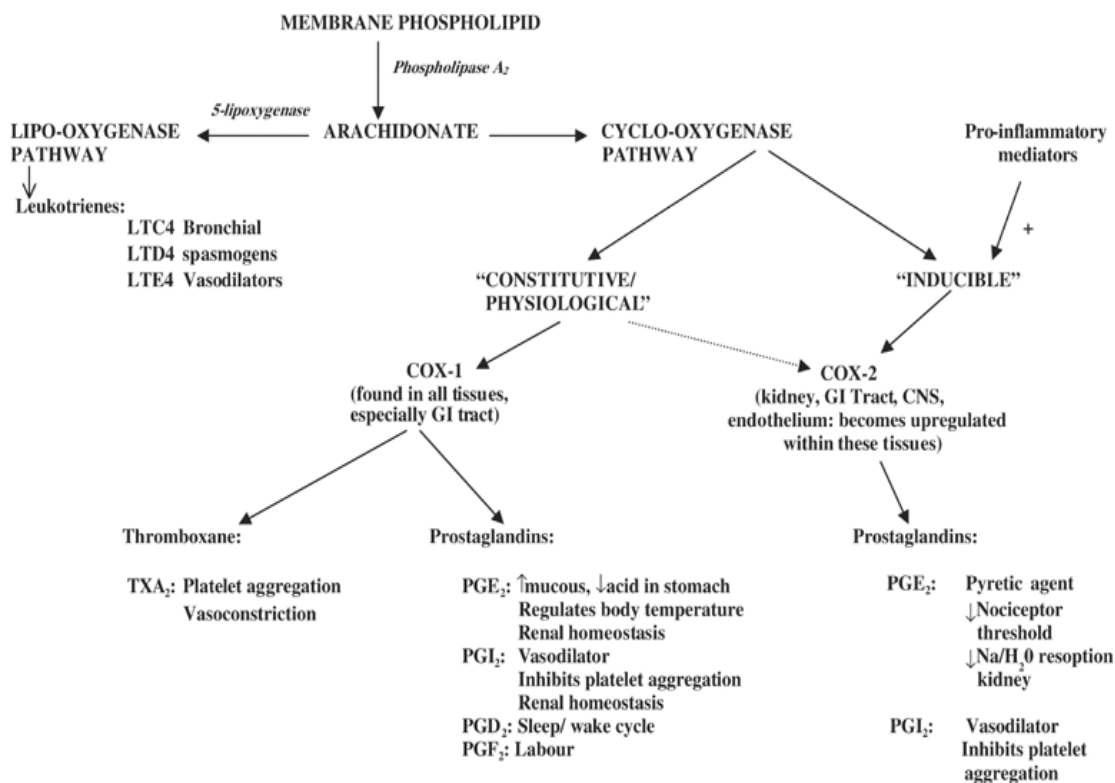 MEMBRANE PHOSPHOLIPID
Phospholipase A₂
5-lipoxygenase
LIPO-OXYGENASE
PATHWAY
ARACHIDONATE
CYCLO-OXYGENASE
PATHWAY
Pro-inflammatory
mediators
Leukotrienes:
LTC4 Bronchial
LTD4 spasmogens
LTE4 Vasodilators
+
"CONSTITUTIVE/
PHYSIOLOGICAL"
"INDUCIBLE"
COX-1
(found in all tissues,
especially GI tract)
COX-2
(kidney, GI Tract, CNS,
endothelium: becomes upregulated
within these tissues)
Thromboxane:
TXA₂: Platelet aggregation
Vasoconstriction
Prostaglandins:
PGE₂: ↑mucous, ↓acid in stomach
Regulates body temperature
Renal homeostasis
PGI₂: Vasodilator
Inhibits platelet aggregation
Renal homeostasis
PGD₂: Sleep/ wake cycle
PGF₂: Labour
Prostaglandins:
PGE₂: Pyretic agent
↓Nociceptor
threshold
↓Na/H₂0 resoption
kidney
PGI₂: Vasodilator
Inhibits platelet
aggregation